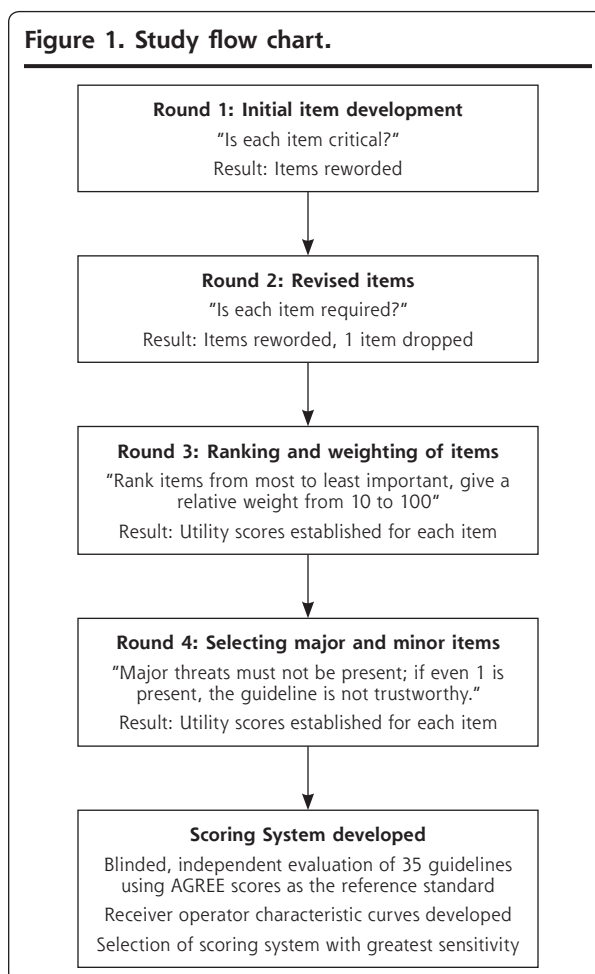 Figure 1. Study flow chart.
Round 1: Initial item development
"Is each item critical?"
Result: Items reworded
Round 2: Revised items
"Is each item required?"
Result: Items reworded, 1 item dropped
Round 3: Ranking and weighting of items
"Rank items from most to least important, give a
relative weight from 10 to 100"
Result: Utility scores established for each item
Round 4: Selecting major and minor items
"Major threats must not be present; if even 1 is
present, the guideline is not trustworthy."
Result: Utility scores established for each item
Scoring System developed
Blinded, independent evaluation of 35 guidelines
using AGREE scores as the reference standard
Receiver operator characteristic curves developed
Selection of scoring system with greatest sensitivity